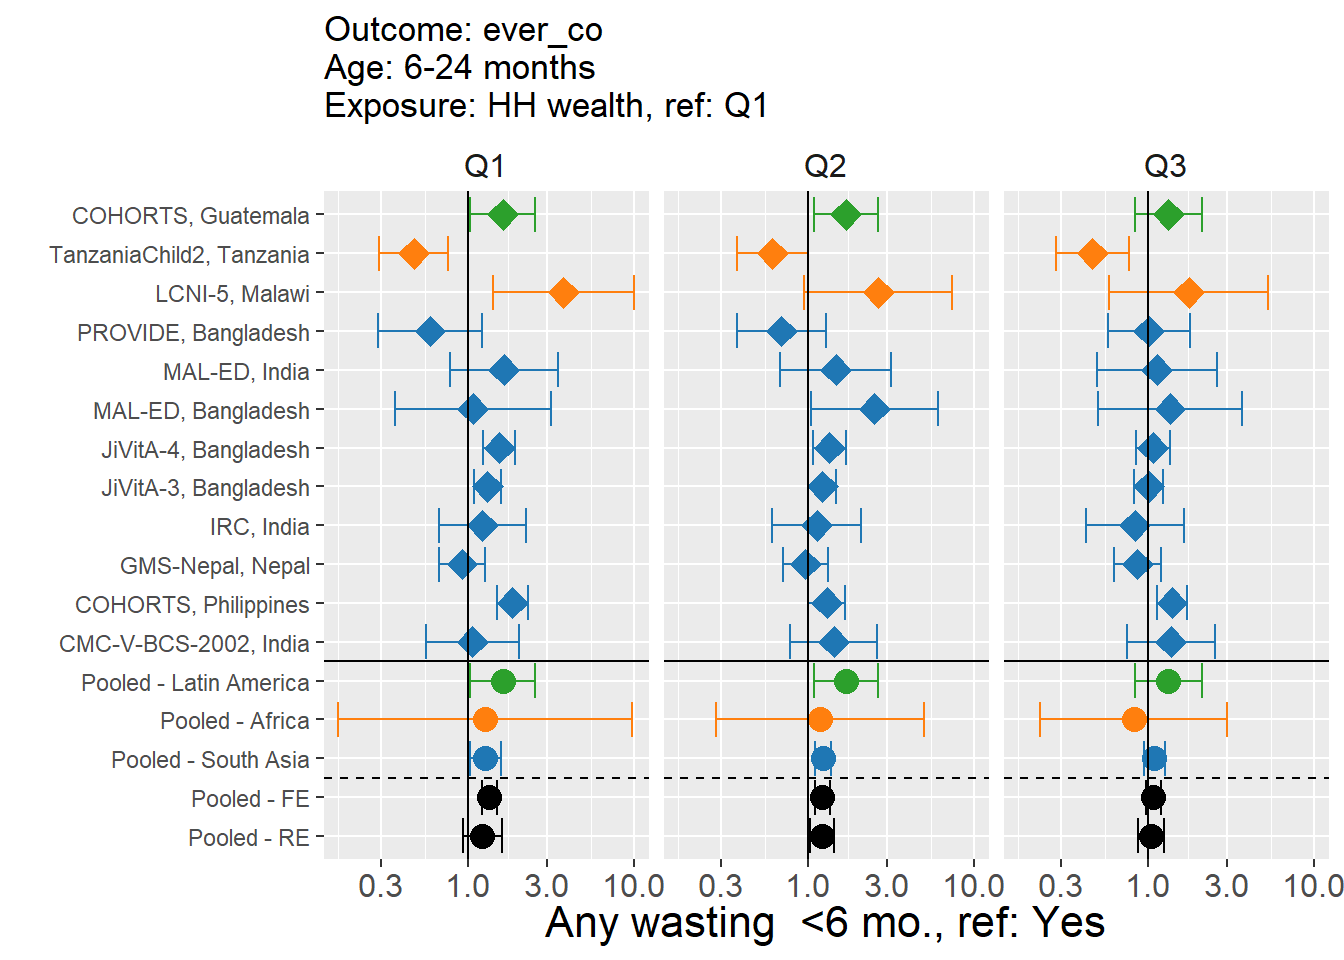 Outcome: ever_co
Age: 6-24 months
Exposure: HH wealth, ref: Q1
Q1 Q2 Q3
COHORTS, Guatemala
TanzaniaChild2, Tanzania
LCNI-5, Malawi
PROVIDE, Bangladesh
MAL-ED, India
MAL-ED, Bangladesh
JiVitA-4, Bangladesh
JiVitA-3, Bangladesh
IRC, India
GMS-Nepal, Nepal
COHORTS, Philippines
CMC-V-BCS-2002, India
Pooled - Latin America
Pooled - Africa
Pooled - South Asia
Pooled - FE
Pooled - RE
0.3 1.0 3.0 10.0 0.3 1.0 3.0 10.0 0.3 1.0 3.0 10.0
Any wasting  <6 mo., ref: Yes